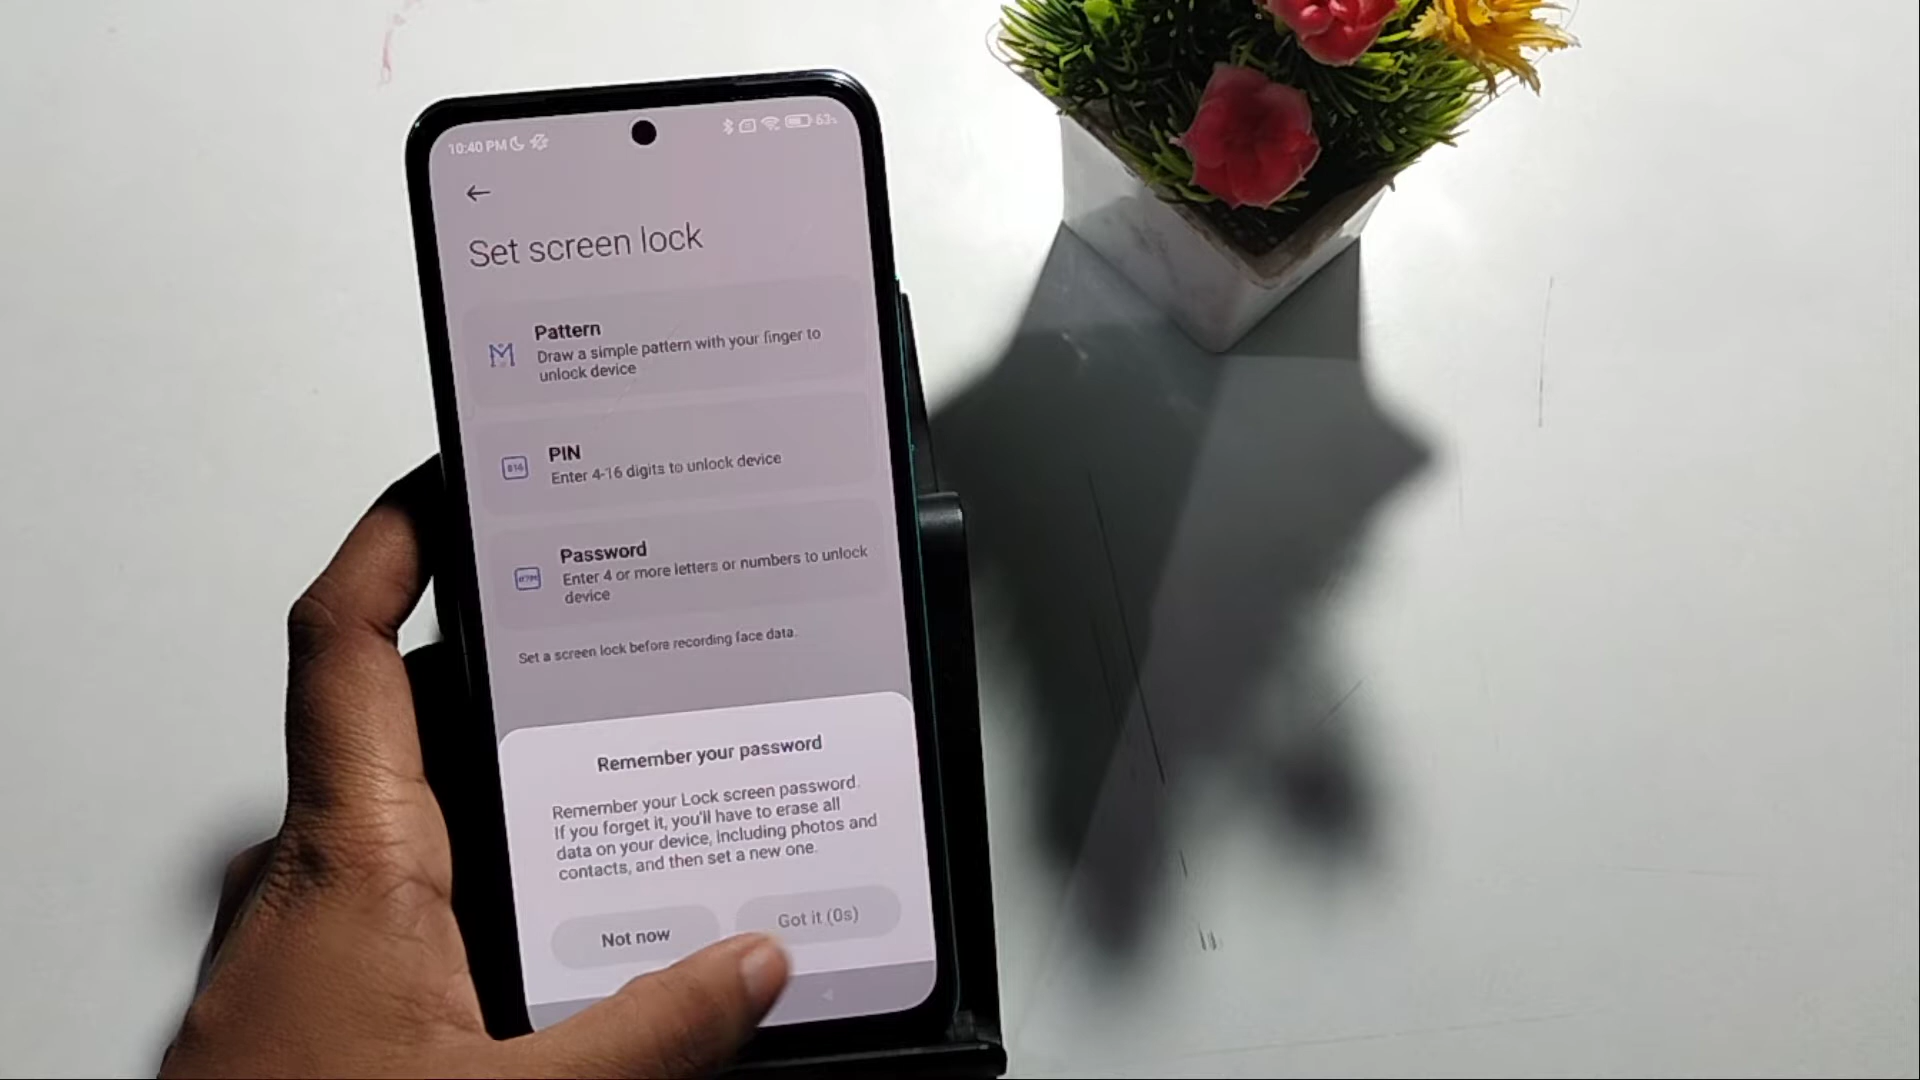 10:40 PM
63%
Set screen lock
Pattern
Draw a simple pattern with your finger to
unlock device
PIN
Enter 4-16 digits to unlock device
Password
Enter 4 or more letters or numbers to unlock
device
Set a screen lock before recording face data.
Remember your password
Remember your Lock screen password.
If you forget it, you'll have to erase all
data on your device, including photos and
contacts, and then set a new one.
Not now
Got it (0s)